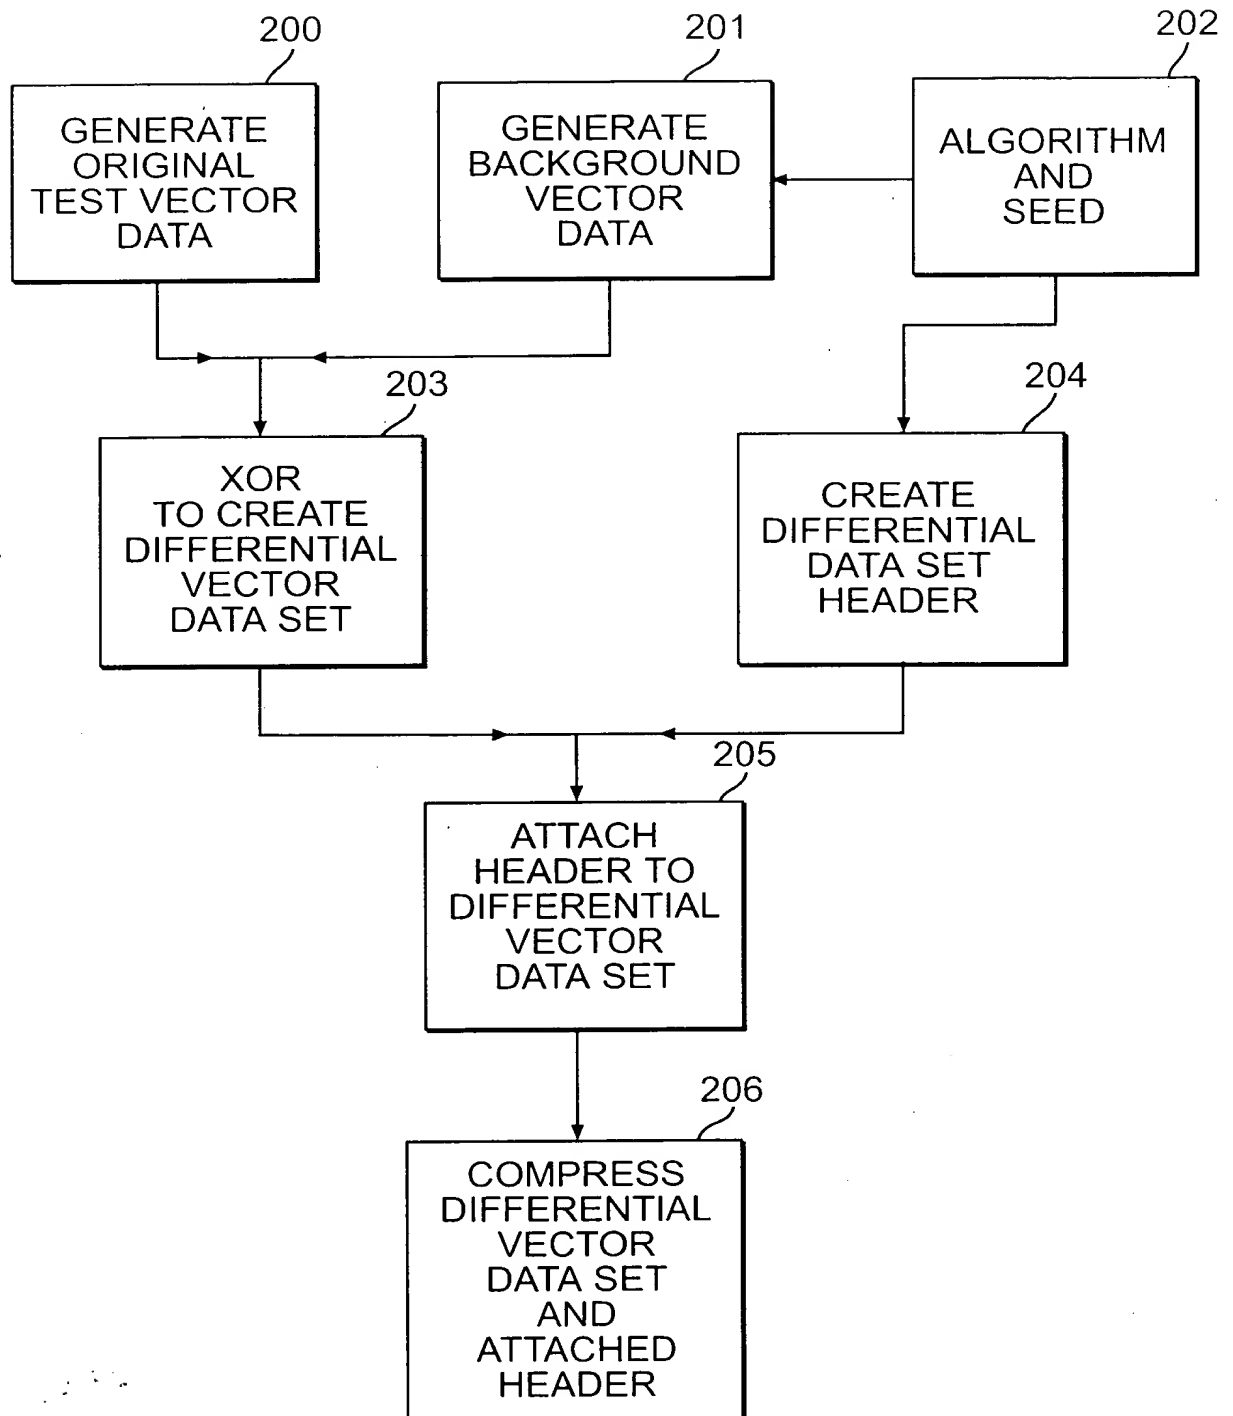 200
GENERATE
ORIGINAL
TEST VECTOR
DATA
201
GENERATE
BACKGROUND
VECTOR
DATA
202
ALGORITHM
AND
SEED
203
XOR
TO CREATE
DIFFERENTIAL
VECTOR
DATA SET
204
CREATE
DIFFERENTIAL
DATA SET
HEADER
205
ATTACH
HEADER TO
DIFFERENTIAL
VECTOR
DATA SET
206
COMPRESS
DIFFERENTIAL
VECTOR
DATA SET
AND
ATTACHED
HEADER